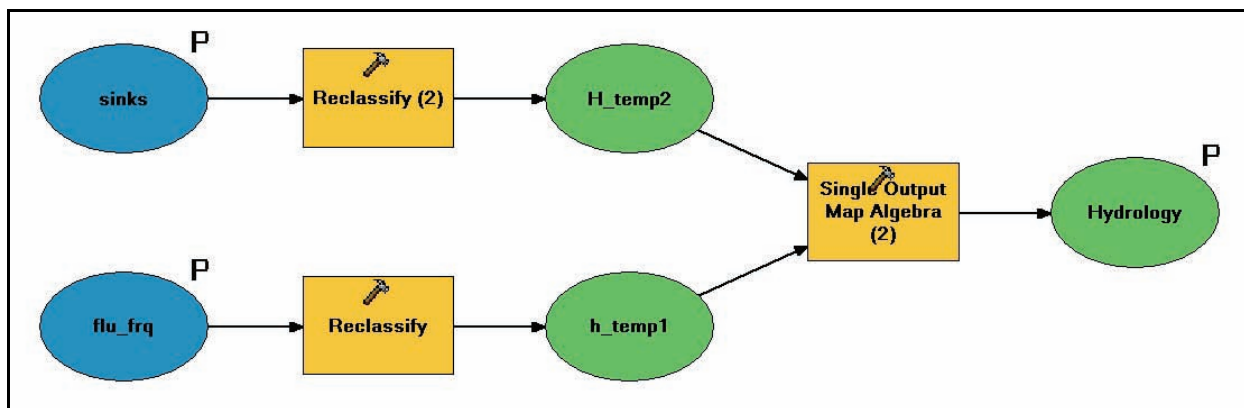 P
sinks
Reclassify (2)
H_temp2
Single Output
Map Algebra
(2)
P
Hydrology
P
flu_frq
Reclassify
h_temp1